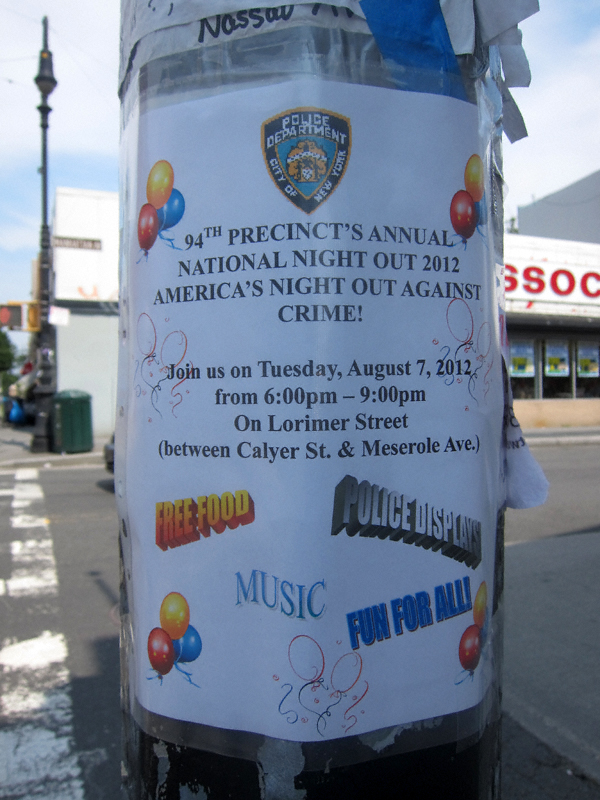 Nassau
POLICE
DEPARTMENT
CITY OF NEW YORK
94TH PRECINCT'S ANNUAL
NATIONAL NIGHT OUT 2012
AMERICA'S NIGHT OUT AGAINST
CRIME!
Join us on Tuesday, August 7, 2012
from 6:00pm – 9:00pm
On Lorimer Street
(between Calyer St. & Meserole Ave.)
FREE FOOD
POLICE DISPLAYS
MUSIC
FUN FOR ALL!
SSOC